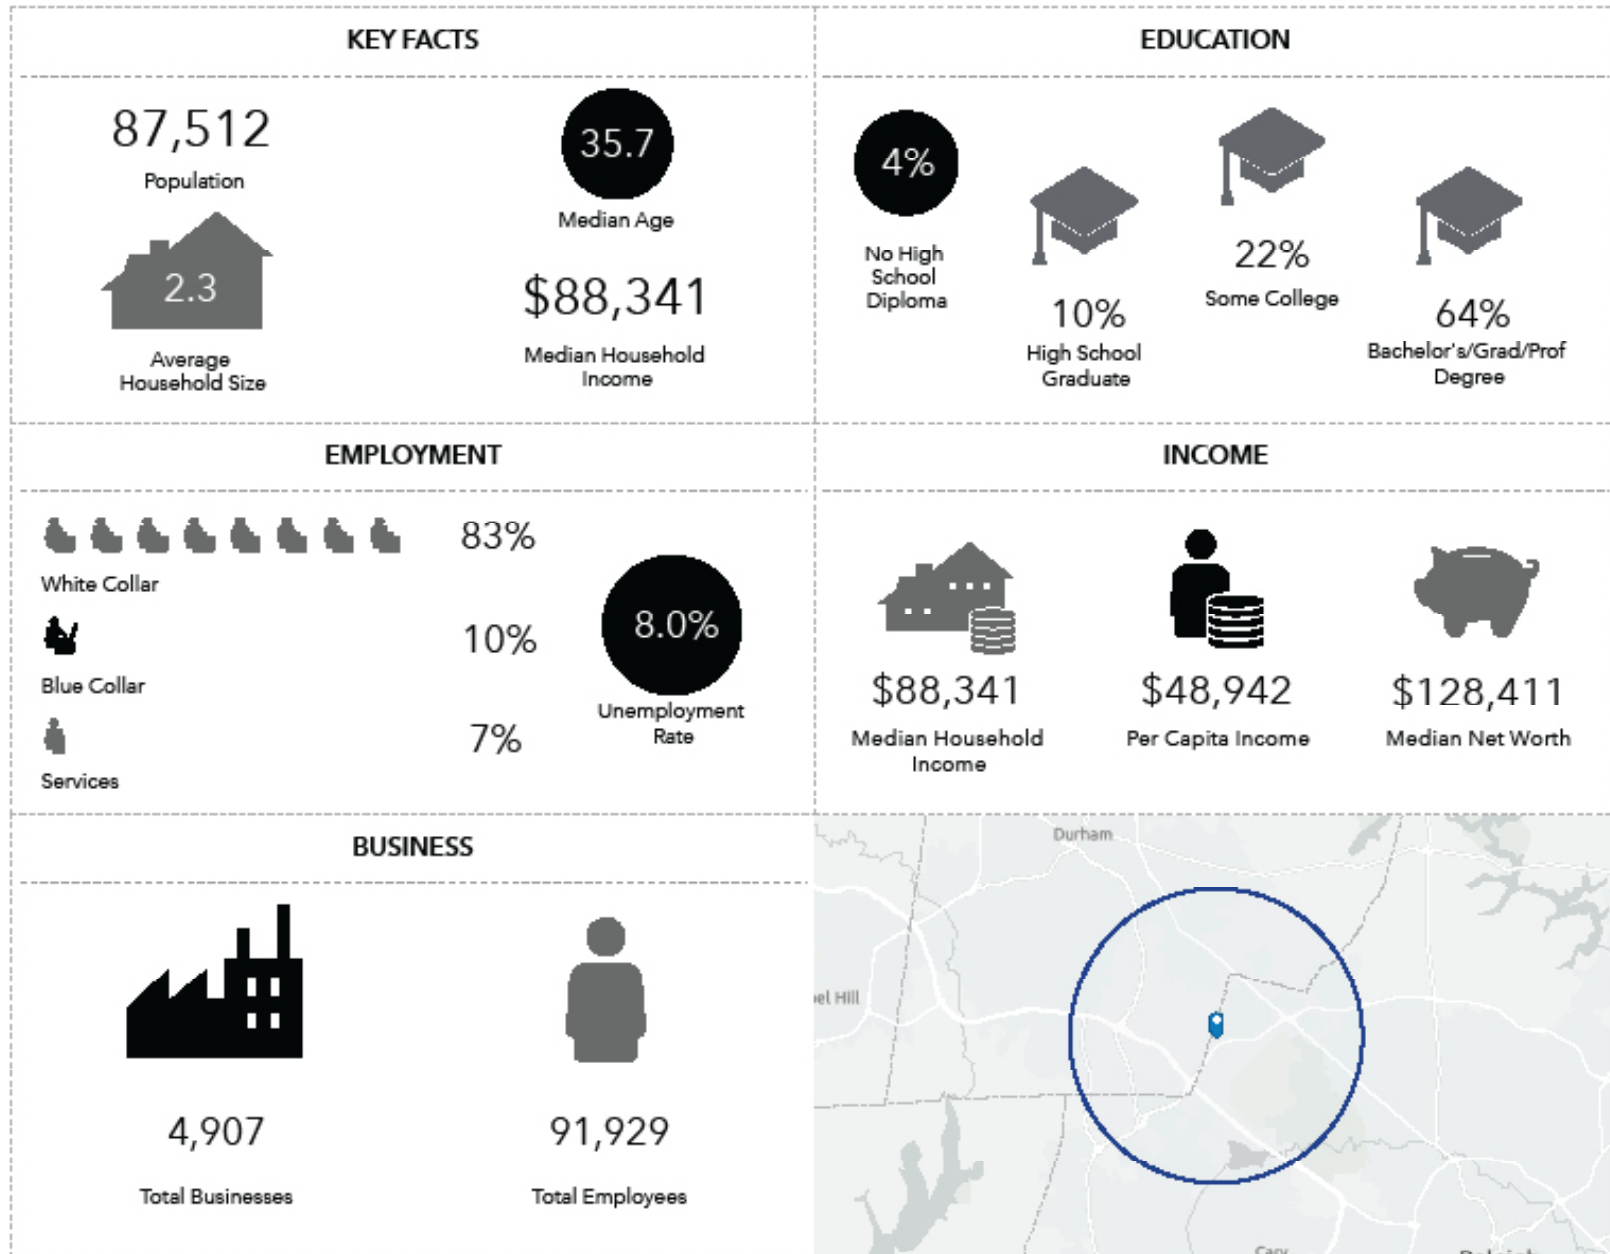 KEY FACTS
87,512
Population
35.7
Median Age
2.3
Average
Household Size
$88,341
Median Household
Income
EDUCATION
4%
No High
School
Diploma
10%
High School
Graduate
22%
Some College
64%
Bachelor's/Grad/Prof
Degree
EMPLOYMENT
83%
White Collar
10%
Blue Collar
7%
Services
8.0%
Unemployment
Rate
INCOME
$88,341
Median Household
Income
$48,942
Per Capita Income
$128,411
Median Net Worth
BUSINESS
4,907
Total Businesses
91,929
Total Employees
Durham
el Hill
Cary